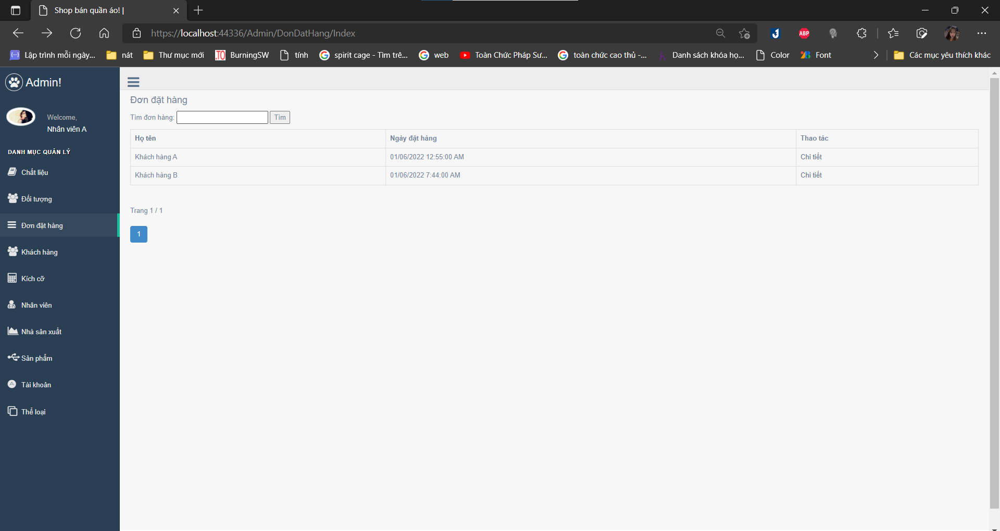 Shop bán quần áo! |
https://localhost:44336/Admin/DonDatHang/Index
ABP
Lập trình mỗi ngày...
nát
Thư mục mới
BurningSW
tính
spirit cage - Tìm trê...
web
Toàn Chức Pháp Sư...
toàn chức cao thủ -...
Danh sách khóa họ...
Color
Font
Các mục yêu thích khác
Admin!
Welcome,
Nhân viên A
DANH MỤC QUẢN LÝ
Chất liệu
Đối tượng
Đơn đặt hàng
Khách hàng
Kích cỡ
Nhân viên
Nhà sản xuất
Sản phẩm
Tài khoản
Thể loại
Đơn đặt hàng
Tìm đơn hàng: Tìm
Họ tên Ngày đặt hàng Thao tác
Khách hàng A 01/06/2022 12:55:00 AM Chi tiết
Khách hàng B 01/06/2022 7:44:00 AM Chi tiết
Trang 1 / 1
1